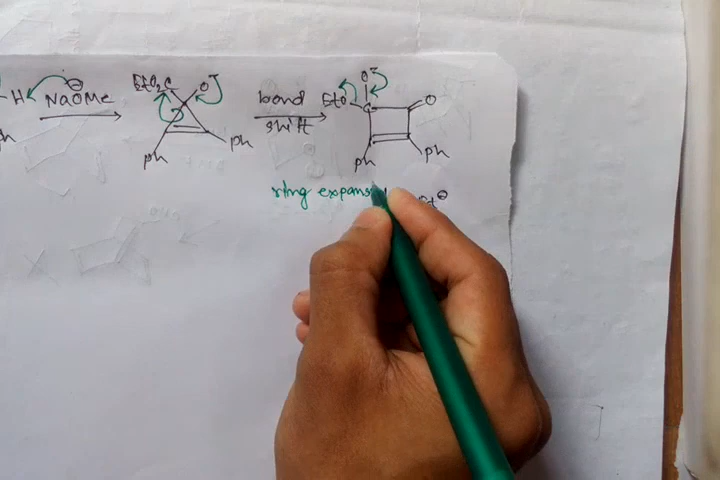 EtO₂C O⁻ O⁻
H NaOMe bond EtO C O
shift
Ph Ph Ph Ph
ring expans